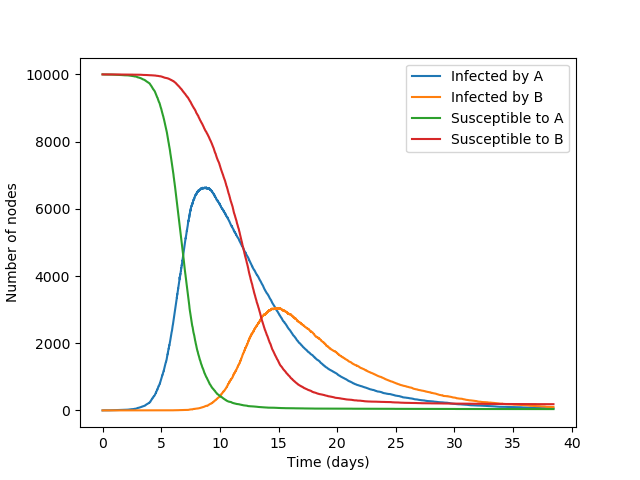 Infected by A
Infected by B
Susceptible to A
Susceptible to B
Number of nodes
10000
8000
6000
4000
2000
0
0 5 10 15 20 25 30 35 40
Time (days)